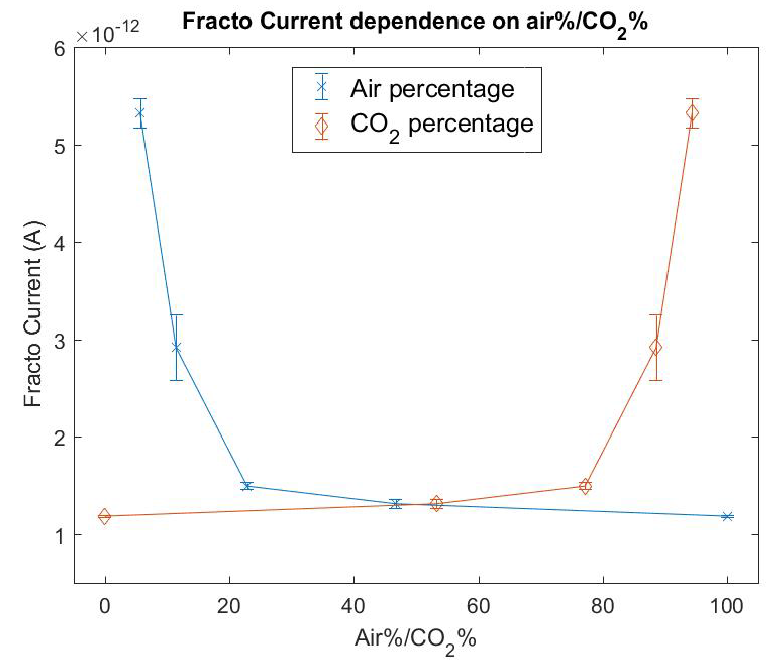 Fracto Current dependence on air%/CO2%
×10-12
Air percentage
CO2 percentage
6
5
4
3
2
1
Fracto Current (A)
0 20 40 60 80 100
Air%/CO2%